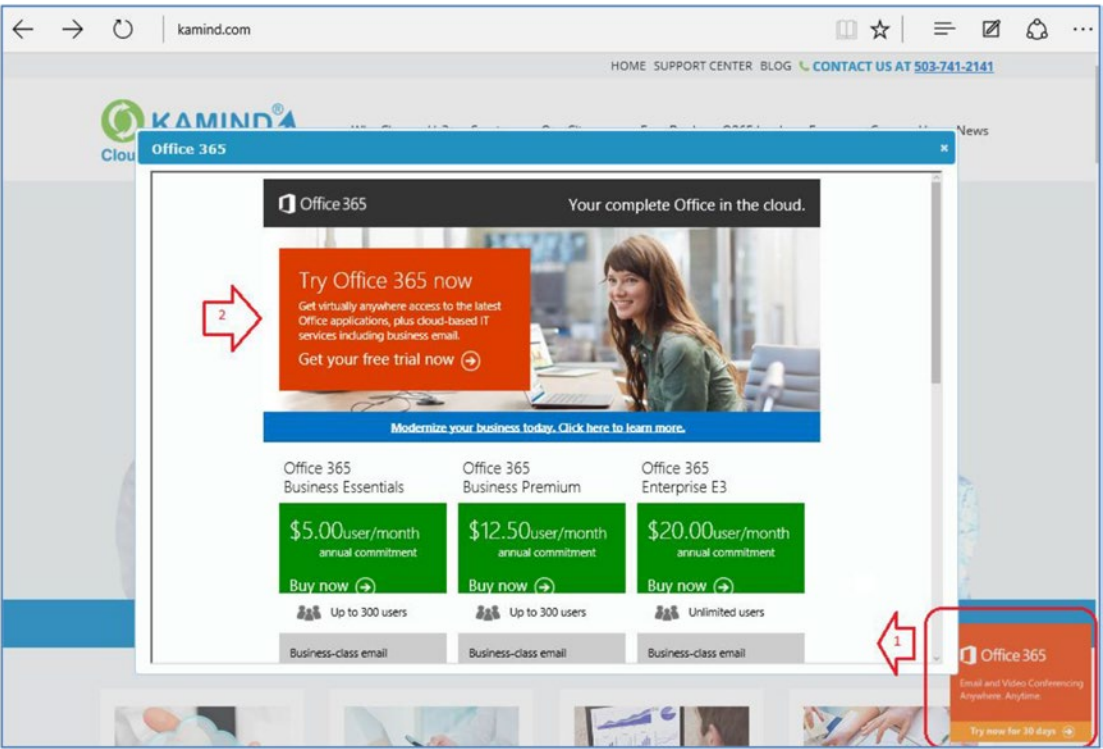 kamind.com
HOME SUPPORT CENTER BLOG CONTACT US AT 503-741-2141
KAMIND®
News
Office 365
Office 365 Your complete Office in the cloud.
Try Office 365 now
Get virtually anywhere access to the latest
Office applications, plus cloud-based IT
services including business email.
Get your free trial now
2
Modernize your business today. Click here to learn more.
Office 365 Office 365 Office 365
Business Essentials Business Premium Enterprise E3
$5.00user/month $12.50user/month $20.00user/month
annual commitment annual commitment annual commitment
Buy now Buy now Buy now
Up to 300 users Up to 300 users Unlimited users
Business-class email Business-class email Business-class email
1
Office 365
Email and Video Conferencing
Anywhere. Anytime.
Try now for 30 days